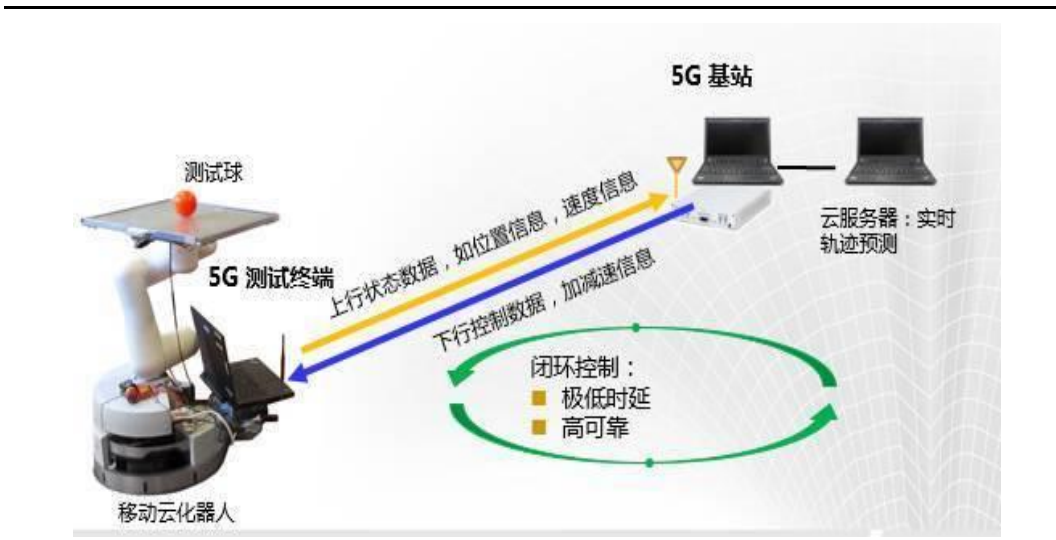 5G 基站
测试球
云服务器：实时
轨迹预测
5G 测试终端
上行状态数据，如位置信息，速度信息
下行控制数据，加减速信息
闭环控制：
极低时延
高可靠
移动云化器人